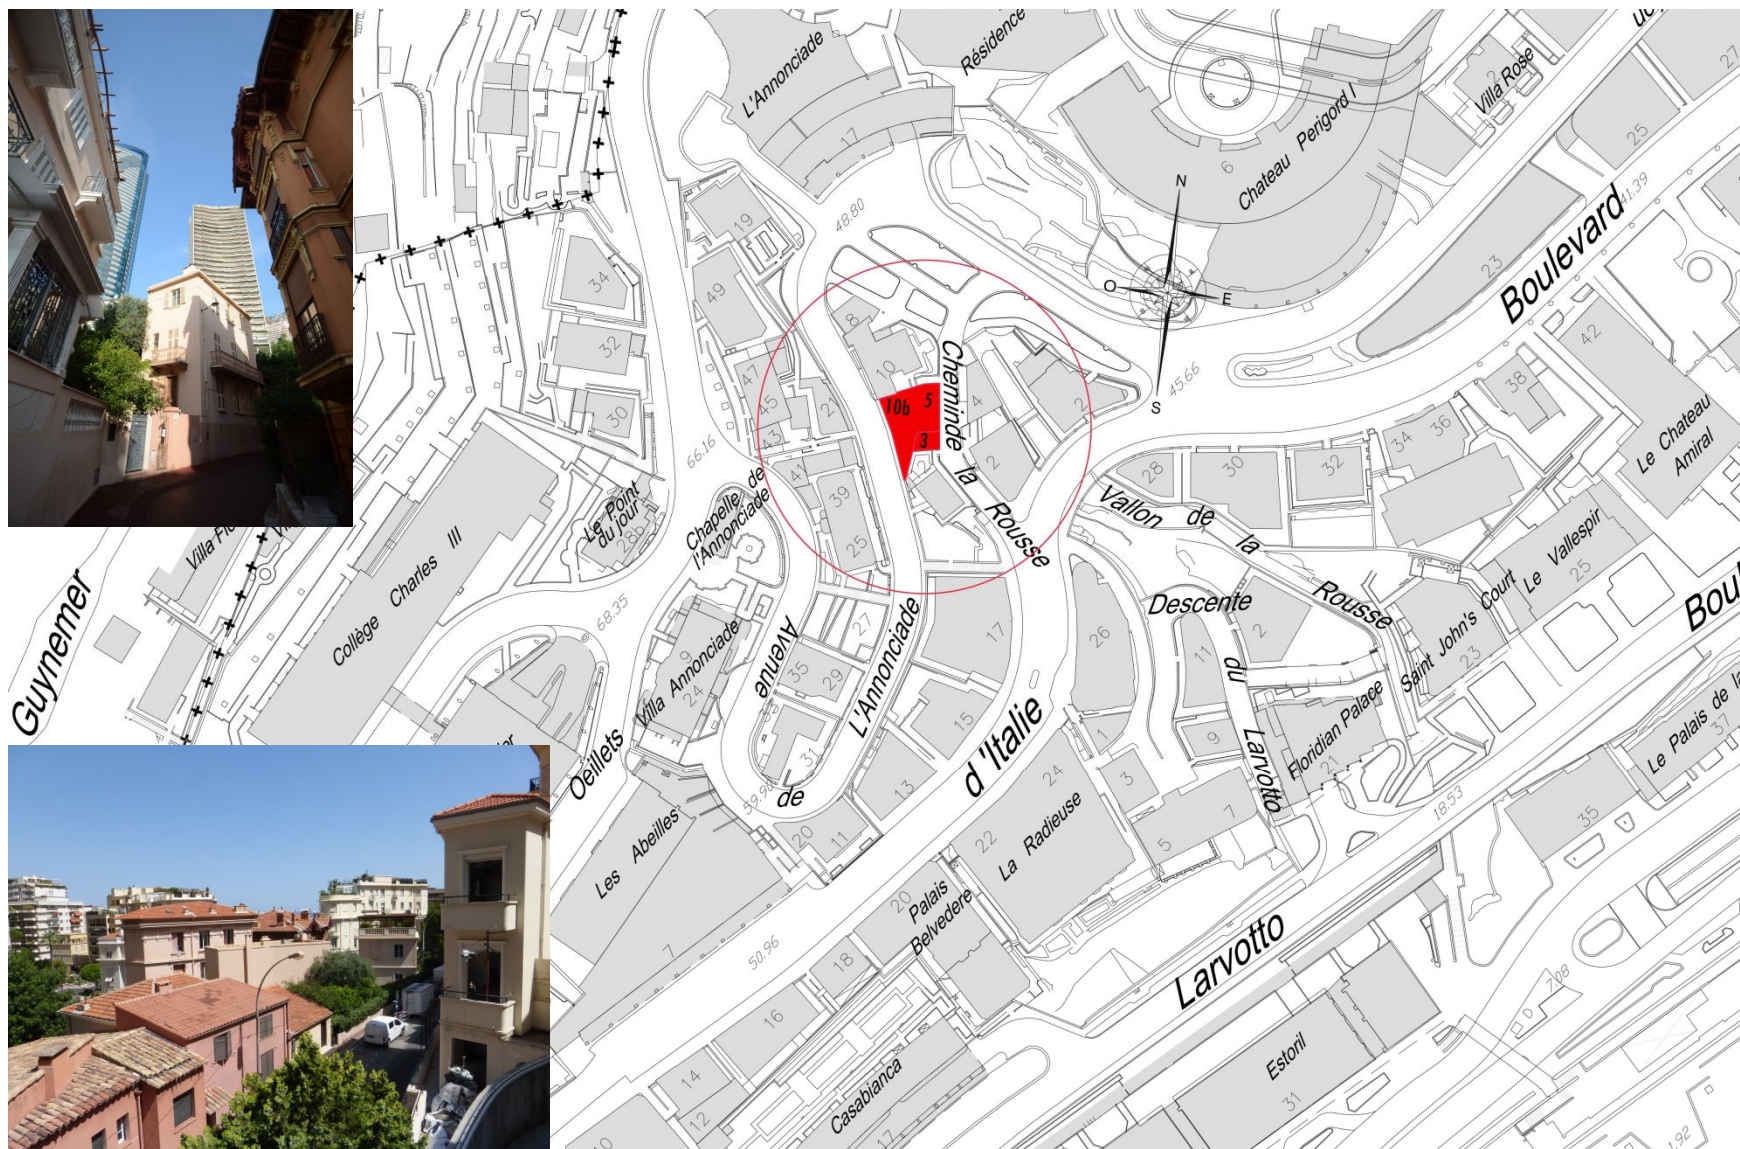 L'Annonciade
17
Résidence
Chateau Perigord I
6
Villa Rose
2
27
25
41.39
Boulevard
23
N
O
E
S
48.80
19
49
34
32
30
47
45
43
41
21
8
10
10b
5
3
4
2
2
Chemin de
la
Rousse
45.66
42
38
36
34
32
30
28
Le Chateau
Amiral
66.16
39
25
Chapelle de
l'Annonciade
Le Point
du jour
28b
Collège Charles III
Guynemer
68.35
Vallon
de
la
Rousse
Le Vallespir
25
Saint John's Court
23
Descente
du
Larvotto
2
11
9
26
1
3
5
7
Floridian Palace
21
Villa Annonciade
9
24
Avenue
de
L'Annonciade
27
35
29
31
17
15
13
11
20
59.90
Oeillets
Les Abeilles
7
d'Italie
24
La Radieuse
22
20
Palais
Belvedere
18
16
14
12
50.96
Larvotto
18.53
35
Le Palais de la
37
Casabianca
17
Estoril
31
7.08
1.92